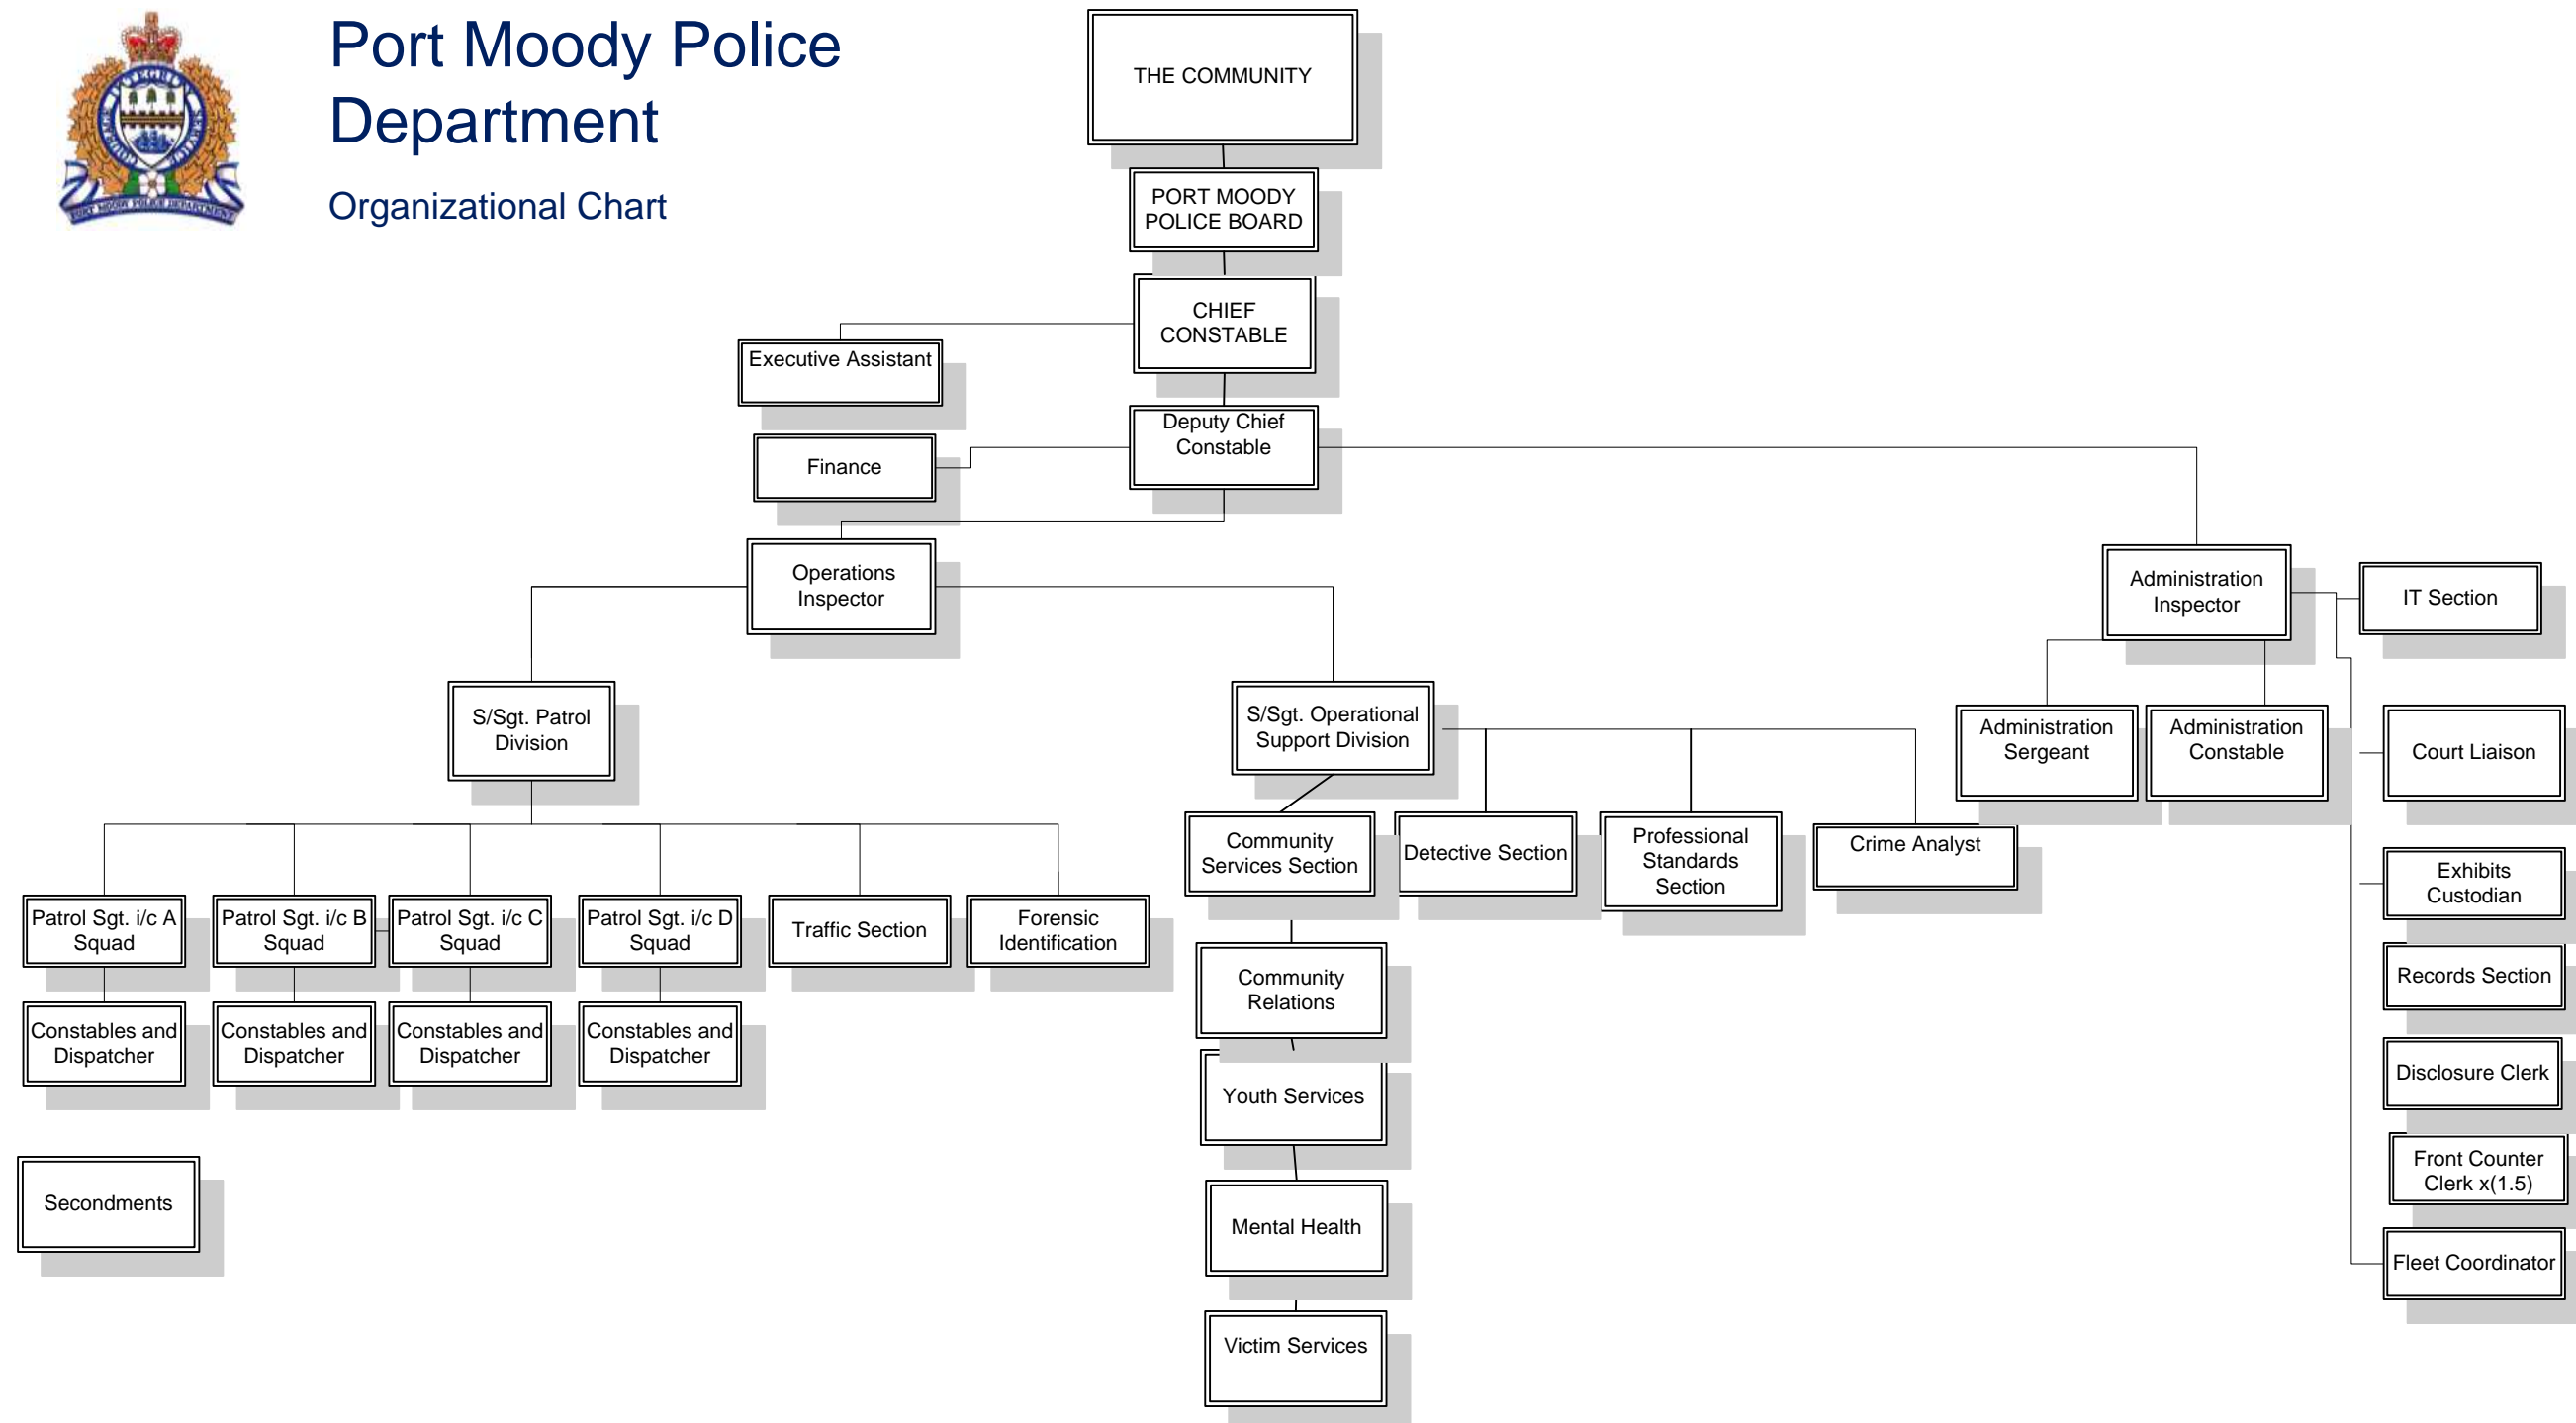 Port Moody Police
Department
Organizational Chart
THE COMMUNITY
PORT MOODY
POLICE BOARD
CHIEF
CONSTABLE
Executive Assistant
Deputy Chief
Constable
Finance
Operations
Inspector
Administration
Inspector
IT Section
S/Sgt. Patrol
Division
S/Sgt. Operational
Support Division
Administration
Sergeant
Administration
Constable
Court Liaison
Community
Services Section
Detective Section
Professional
Standards
Section
Crime Analyst
Exhibits
Custodian
Patrol Sgt. i/c A
Squad
Patrol Sgt. i/c B
Squad
Patrol Sgt. i/c C
Squad
Patrol Sgt. i/c D
Squad
Traffic Section
Forensic
Identification
Community
Relations
Records Section
Constables and
Dispatcher
Constables and
Dispatcher
Constables and
Dispatcher
Constables and
Dispatcher
Youth Services
Disclosure Clerk
Secondments
Front Counter
Clerk x(1.5)
Mental Health
Fleet Coordinator
Victim Services
INTEGRITY
PORT MOODY POLICE DEPARTMENT